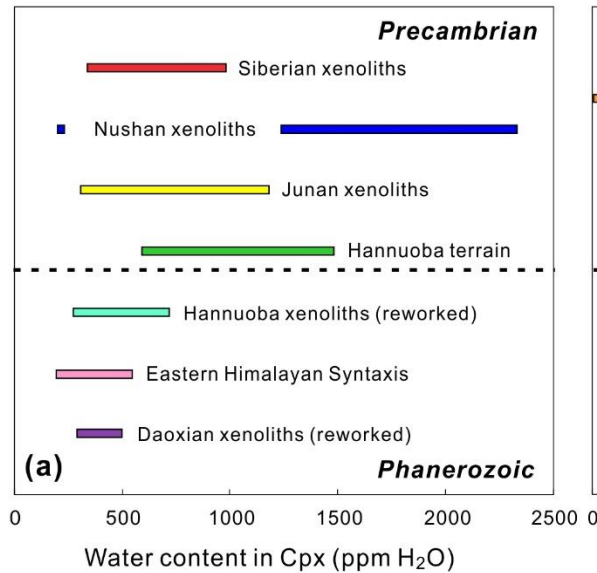 Precambrian
Siberian xenoliths
Nushan xenoliths
Junan xenoliths
Hannuoba terrain
Hannuoba xenoliths (reworked)
Eastern Himalayan Syntaxis
Daoxian xenoliths (reworked)
(a)
Phanerozoic
0 500 1000 1500 2000 2500 0
Water content in Cpx (ppm H₂O)